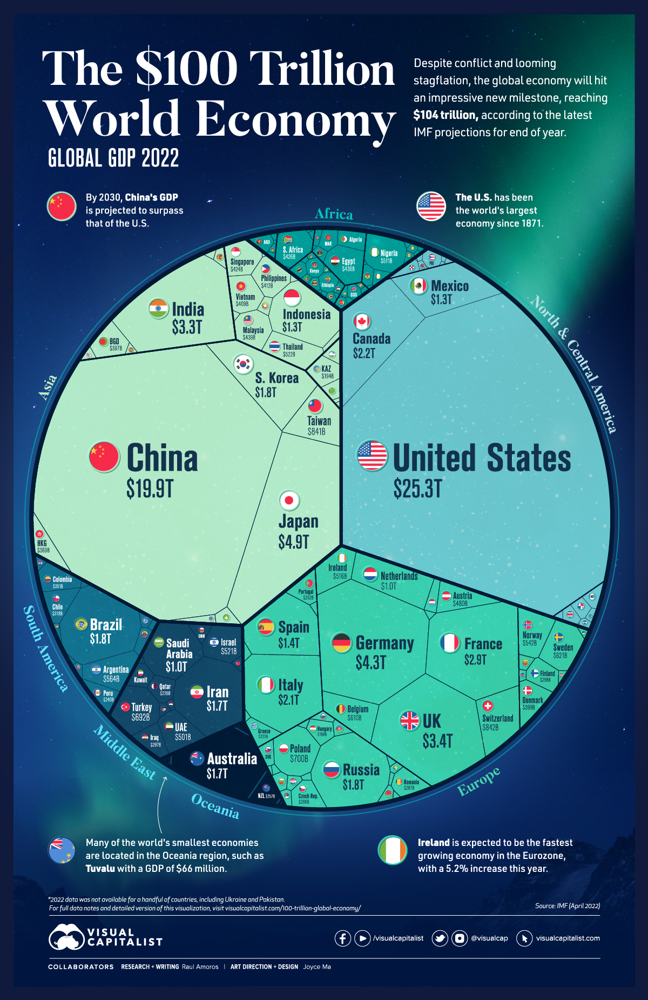 The $100 Trillion
World Economy
GLOBAL GDP 2022
Despite conflict and looming
stagflation, the global economy will hit
an impressive new milestone, reaching
$104 trillion, according to the latest
IMF projections for end of year.
By 2030, China's GDP
is projected to surpass
that of the U.S.
The U.S. has been
the world's largest
economy since 1871.
Africa
AGO
S. Africa
$426B
MAR
Algeria
Egypt
$436B
Nigeria
$511B
Kenya
Ethiopia
COD
Asia
Singapore
$424B
Philippines
$412B
Vietnam
$409B
Indonesia
$1.3T
Malaysia
$439B
Thailand
$522B
India
$3.3T
BGD
$397B
KAZ
$194B
S. Korea
$1.8T
Taiwan
$841B
China
$19.9T
Japan
$4.9T
HKG
$369B
North & Central America
PRI
Mexico
$1.3T
Canada
$2.2T
United States
$25.3T
South America
Colombia
$351B
Chile
$318B
Brazil
$1.8T
Argentina
$564B
Peru
$240B
Middle East
OMN
Saudi
Arabia
$1.0T
Israel
$521B
Kuwait
Qatar
$226B
Iran
$1.7T
Turkey
$692B
UAE
$501B
Iraq
$297B
Oceania
Australia
$1.7T
NZL $257B
Europe
Ireland
$516B
Netherlands
$1.0T
Portugal
$252B
Austria
$480B
Spain
$1.4T
Germany
$4.3T
France
$2.9T
Norway
$542B
Sweden
$621B
Finland
$298B
Denmark
$399B
Italy
$2.1T
Belgium
$610B
UK
$3.4T
Switzerland
$842B
Greece
$223B
Hungary
$198B
SVK
Poland
$700B
Russia
$1.8T
Romania
$287B
Czech Rep.
$296B
Many of the world's smallest economies
are located in the Oceania region, such as
Tuvalu with a GDP of $66 million.
Ireland is expected to be the fastest
growing economy in the Eurozone,
with a 5.2% increase this year.
*2022 data was not available for a handful of countries, including Ukraine and Pakistan.
For full data notes and detailed version of this visualization, visit visualcapitalist.com/100-trillion-global-economy/
Source: IMF (April 2022)
VISUAL
CAPITALIST
/visualcapitalist
@visualcap
visualcapitalist.com
COLLABORATORS RESEARCH + WRITING Raul Amoros | ART DIRECTION + DESIGN Joyce Ma